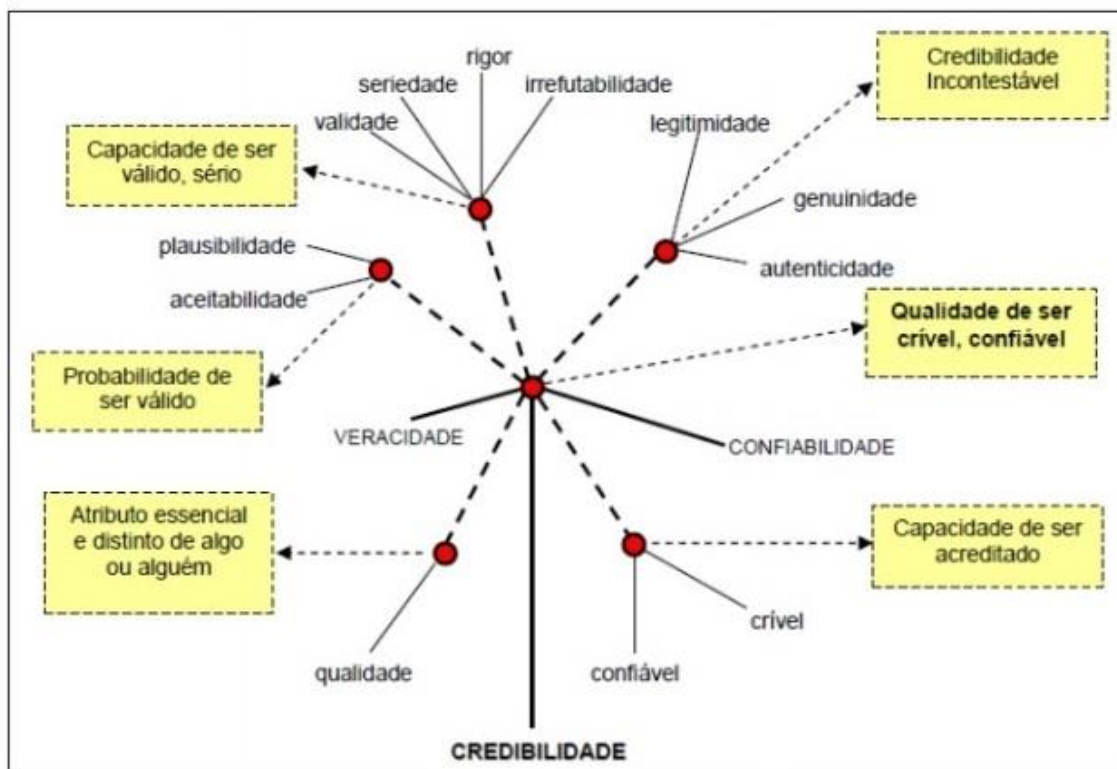 rigor
seriedade
irrefutabilidade
validade
legitimidade
Credibilidade
Incontestável
Capacidade de ser
válido, sério
genuinidade
plausibilidade
autenticidade
aceitabilidade
Qualidade de ser
crível, confiável
Probabilidade de
ser válido
VERACIDADE
CONFIABILIDADE
Atributo essencial
e distinto de algo
ou alguém
Capacidade de ser
acreditado
crível
qualidade
confiável
CREDIBILIDADE